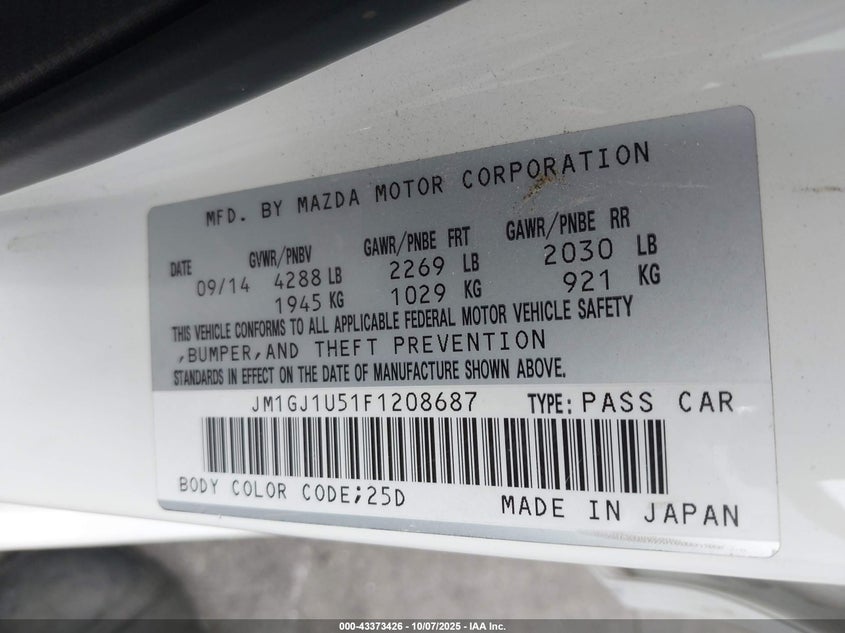 MFD. BY MAZDA MOTOR CORPORATION
DATE GVWR/PNBV GAWR/PNBE FRT GAWR/PNBE RR
09/14 4288 LB 2269 LB 2030 LB
1945 KG 1029 KG 921 KG
THIS VEHICLE CONFORMS TO ALL APPLICABLE FEDERAL MOTOR VEHICLE SAFETY
,BUMPER,AND THEFT PREVENTION
STANDARDS IN EFFECT ON THE DATE OF MANUFACTURE SHOWN ABOVE.
JM1GJ1U51F1208687 TYPE: PASS CAR
BODY COLOR CODE;25D MADE IN JAPAN
000-43373426 - 10/07/2025 - IAA Inc.